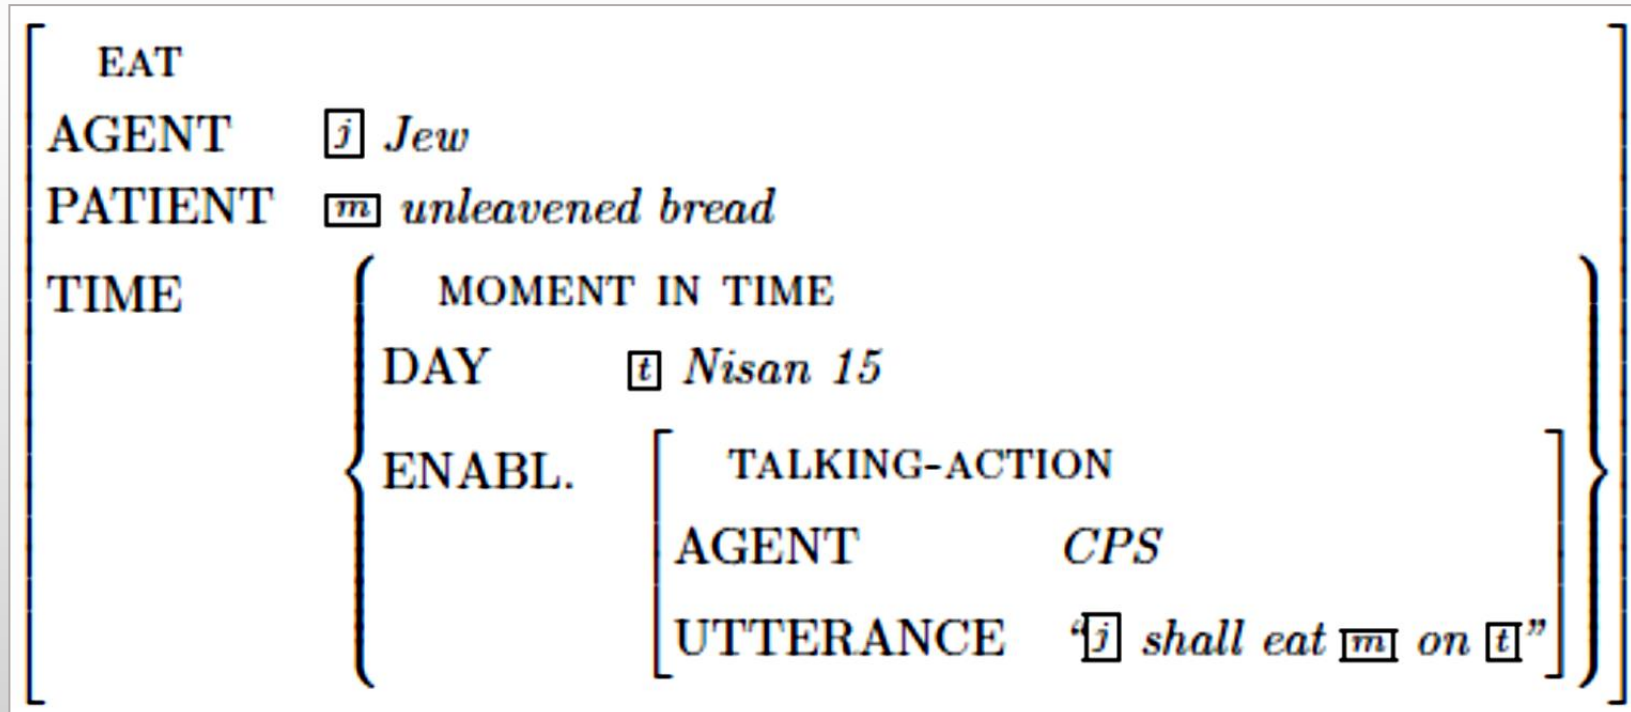 EAT
AGENT j Jew
PATIENT m unleavened bread
TIME MOMENT IN TIME
DAY t Nisan 15
ENABL. TALKING-ACTION
AGENT CPS
UTTERANCE “j shall eat m on t”